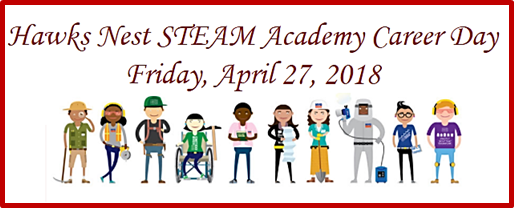 Hawks Nest STEAM Academy Career Day
Friday, April 27, 2018